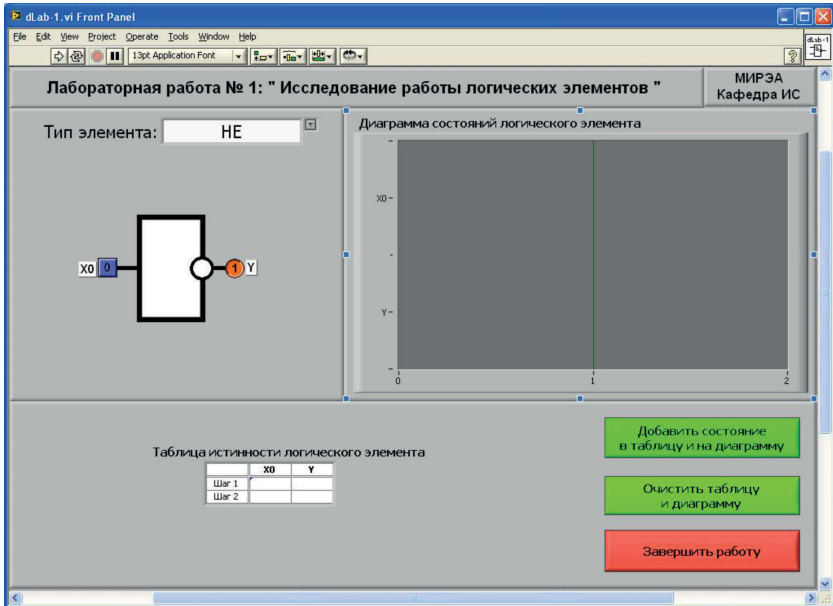 dLab-1.vi Front Panel
File Edit View Project Operate Tools Window Help
13pt Application Font
dLab-1
Лабораторная работа № 1: " Исследование работы логических элементов "
МИРЭА
Кафедра ИС
Тип элемента: НЕ
X0 0 1 Y
Диаграмма состояний логического элемента
X0
Y
0 1 2
Таблица истинности логического элемента
X0 Y
Шаг 1
Шаг 2
Добавить состояние
в таблицу и на диаграмму
Очистить таблицу
и диаграмму
Завершить работу